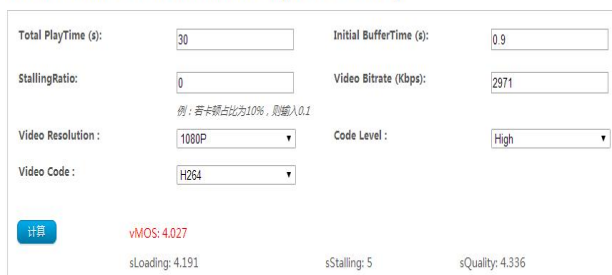 Total PlayTime (s): 30 Initial BufferTime (s): 0.9
StallingRatio: 0 Video Bitrate (Kbps): 2971
例：若卡顿占比为10%，则输入0.1
Video Resolution : 1080P Code Level : High
Video Code : H264
计算 vMOS: 4.027
sLoading: 4.191 sStalling: 5 sQuality: 4.336